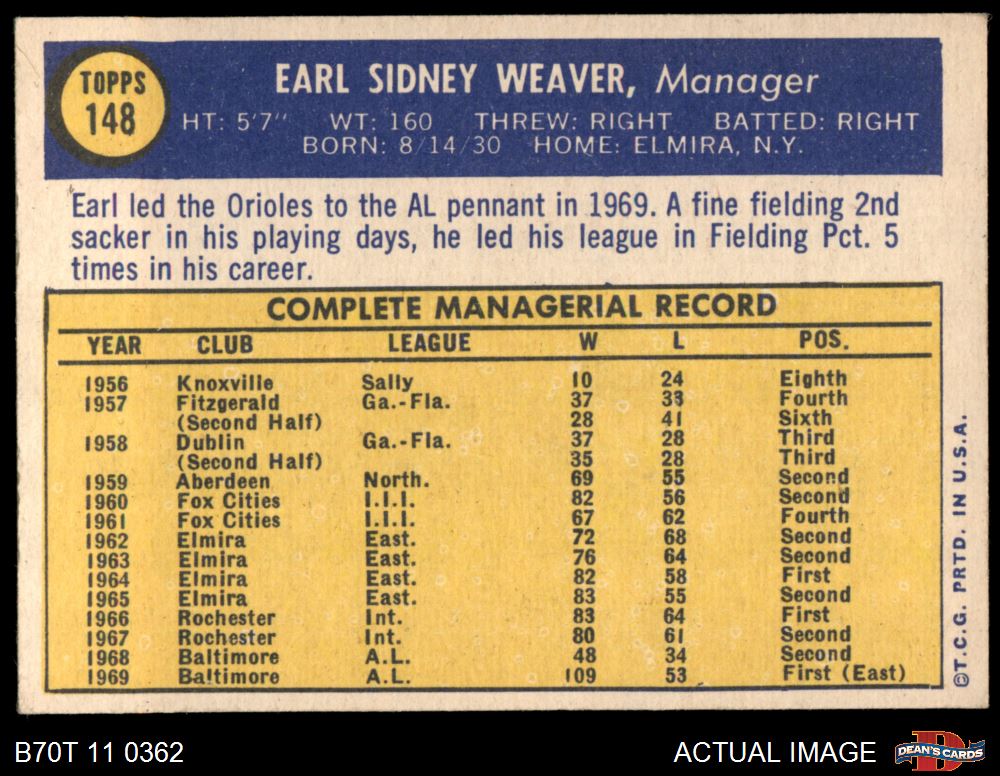 TOPPS
148
EARL SIDNEY WEAVER, Manager
HT: 5'7" WT: 160 THREW: RIGHT BATTED: RIGHT
BORN: 8/14/30 HOME: ELMIRA, N.Y.
Earl led the Orioles to the AL pennant in 1969. A fine fielding 2nd
sacker in his playing days, he led his league in Fielding Pct. 5
times in his career.
COMPLETE MANAGERIAL RECORD
YEAR CLUB LEAGUE W L POS.
1956 Knoxville Sally 10 24 Eighth
1957 Fitzgerald Ga.-Fla. 37 33 Fourth
(Second Half) 28 41 Sixth
1958 Dublin Ga.-Fla. 37 28 Third
(Second Half) 35 28 Third
1959 Aberdeen North. 69 55 Second
1960 Fox Cities I.I.I. 82 56 Second
1961 Fox Cities I.I.I. 67 62 Fourth
1962 Elmira East. 72 68 Second
1963 Elmira East. 76 64 Second
1964 Elmira East. 82 58 First
1965 Elmira East. 83 55 Second
1966 Rochester Int. 83 64 First
1967 Rochester Int. 80 61 Second
1968 Baltimore A.L. 48 34 Second
1969 Baltimore A.L. 109 53 First (East)
©T.C.G. PRTD. IN U.S.A.
B70T 11 0362
ACTUAL IMAGE
DEAN'S CARDS